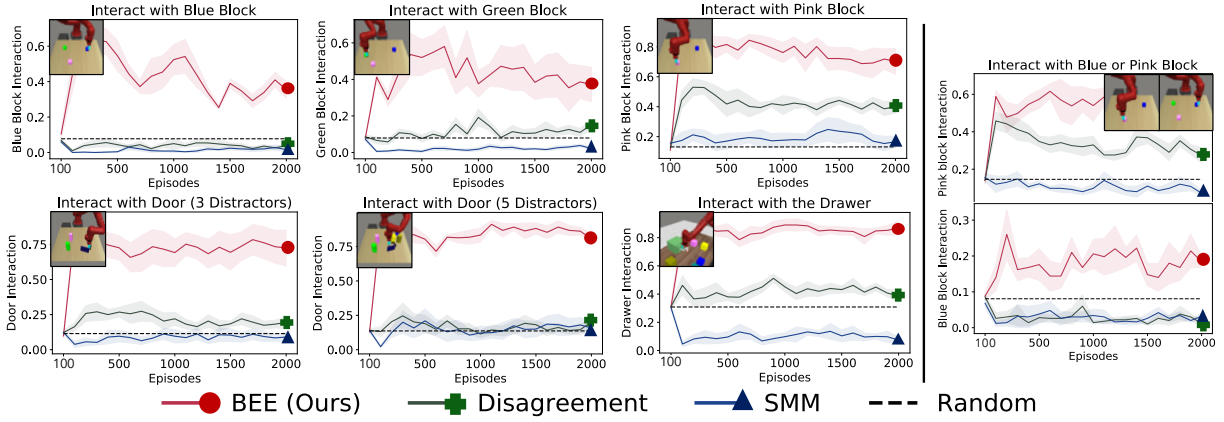 Interact with Blue Block
Blue Block Interaction
0.6
0.4
0.2
0.0
100 500 1000 1500 2000
Episodes
Interact with Green Block
Green Block Interaction
0.6
0.4
0.2
0.0
100 500 1000 1500 2000
Episodes
Interact with Pink Block
Pink Block Interaction
0.8
0.6
0.4
0.2
100 500 1000 1500 2000
Episodes
Interact with Door (3 Distractors)
Door Interaction
0.75
0.50
0.25
0.00
100 500 1000 1500 2000
Episodes
Interact with Door (5 Distractors)
Door Interaction
0.75
0.50
0.25
0.00
100 500 1000 1500 2000
Episodes
Interact with the Drawer
Drawer Interaction
0.8
0.6
0.4
0.2
0.0
100 500 1000 1500 2000
Episodes
Interact with Blue or Pink Block
Pink block Interaction
0.6
0.4
0.2
Blue Block Interaction
0.3
0.2
0.1
0.0
100 500 1000 1500 2000
Episodes
BEE (Ours) Disagreement SMM Random